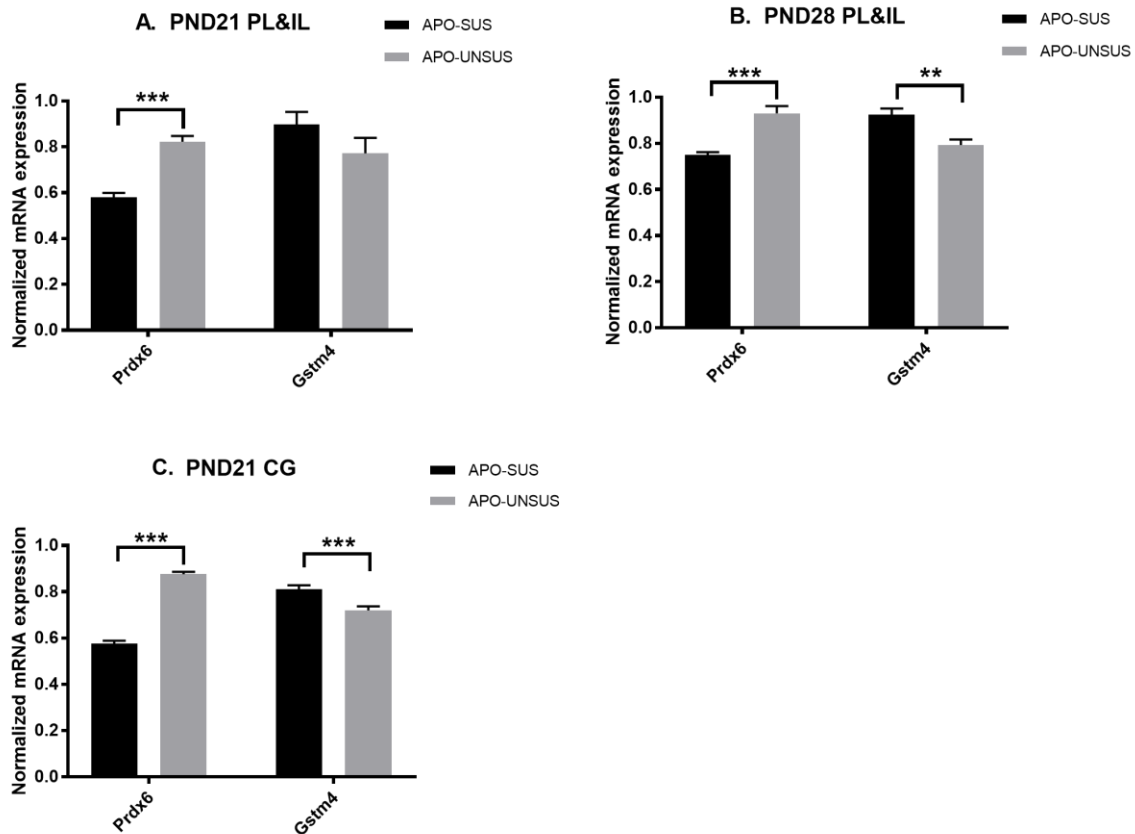 A. PND21 PL&IL
APO-SUS
APO-UNSUS
Normalized mRNA expression
1.0
0.8
0.6
0.4
0.2
0.0
***
Prdx6
Gstm4
B. PND28 PL&IL
APO-SUS
APO-UNSUS
Normalized mRNA expression
1.0
0.8
0.6
0.4
0.2
0.0
***
**
Prdx6
Gstm4
C. PND21 CG
APO-SUS
APO-UNSUS
Normalized mRNA expression
1.0
0.8
0.6
0.4
0.2
0.0
***
***
Prdx6
Gstm4